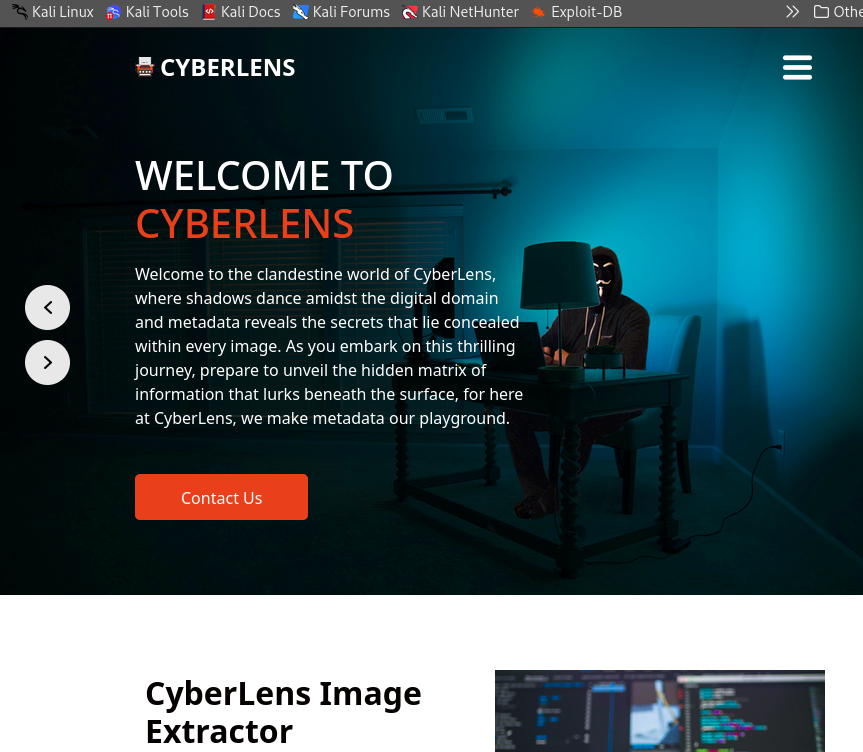 Kali Linux Kali Tools Kali Docs Kali Forums Kali NetHunter Exploit-DB Othe
CYBERLENS
WELCOME TO
CYBERLENS
Welcome to the clandestine world of CyberLens,
where shadows dance amidst the digital domain
and metadata reveals the secrets that lie concealed
within every image. As you embark on this thrilling
journey, prepare to unveil the hidden matrix of
information that lurks beneath the surface, for here
at CyberLens, we make metadata our playground.
Contact Us
CyberLens Image
Extractor